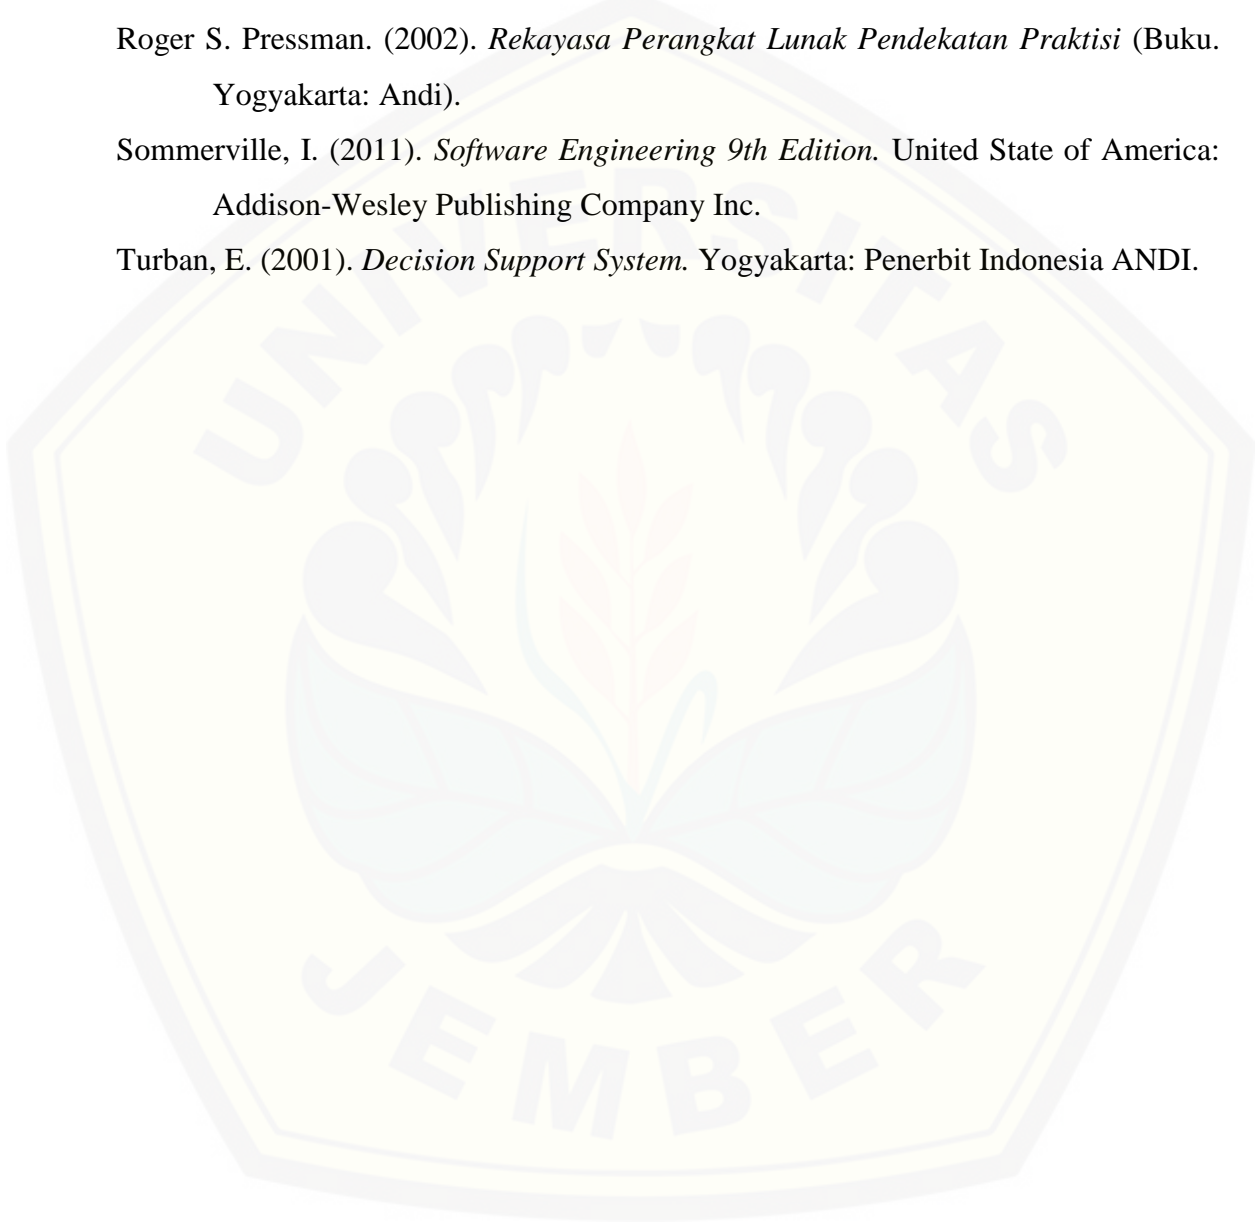 Roger S. Pressman. (2002). Rekayasa Perangkat Lunak Pendekatan Praktisi (Buku.
Yogyakarta: Andi).
Sommerville, I. (2011). Software Engineering 9th Edition. United State of America:
Addison-Wesley Publishing Company Inc.
Turban, E. (2001). Decision Support System. Yogyakarta: Penerbit Indonesia ANDI.
UNIVERSITAS
JEMBER